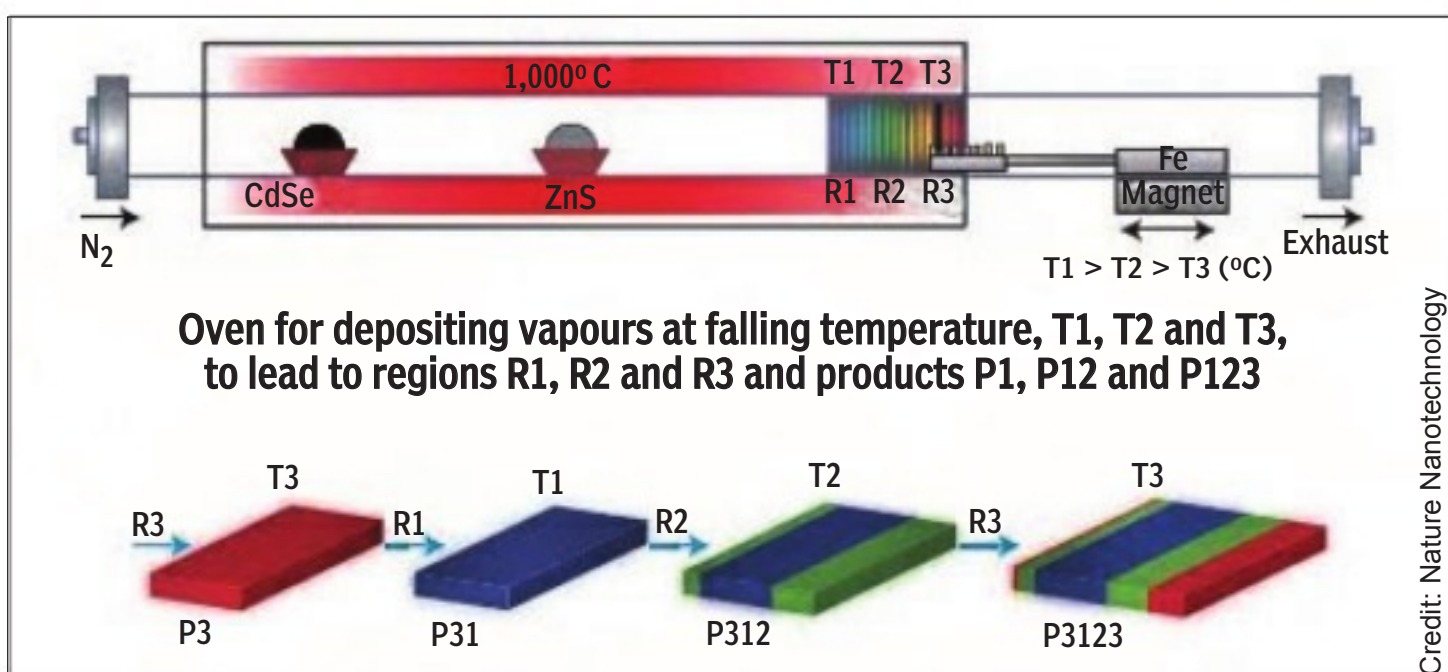 1,000⁰ C
T1 T2 T3
CdSe
ZnS
R1 R2 R3
Fe
Magnet
N₂
Exhaust
T1 > T2 > T3 (⁰C)
Oven for depositing vapours at falling temperature, T1, T2 and T3,
to lead to regions R1, R2 and R3 and products P1, P12 and P123
T3
T1
T2
T3
R3
R1
R2
R3
P3
P31
P312
P3123
Credit: Nature Nanotechnology